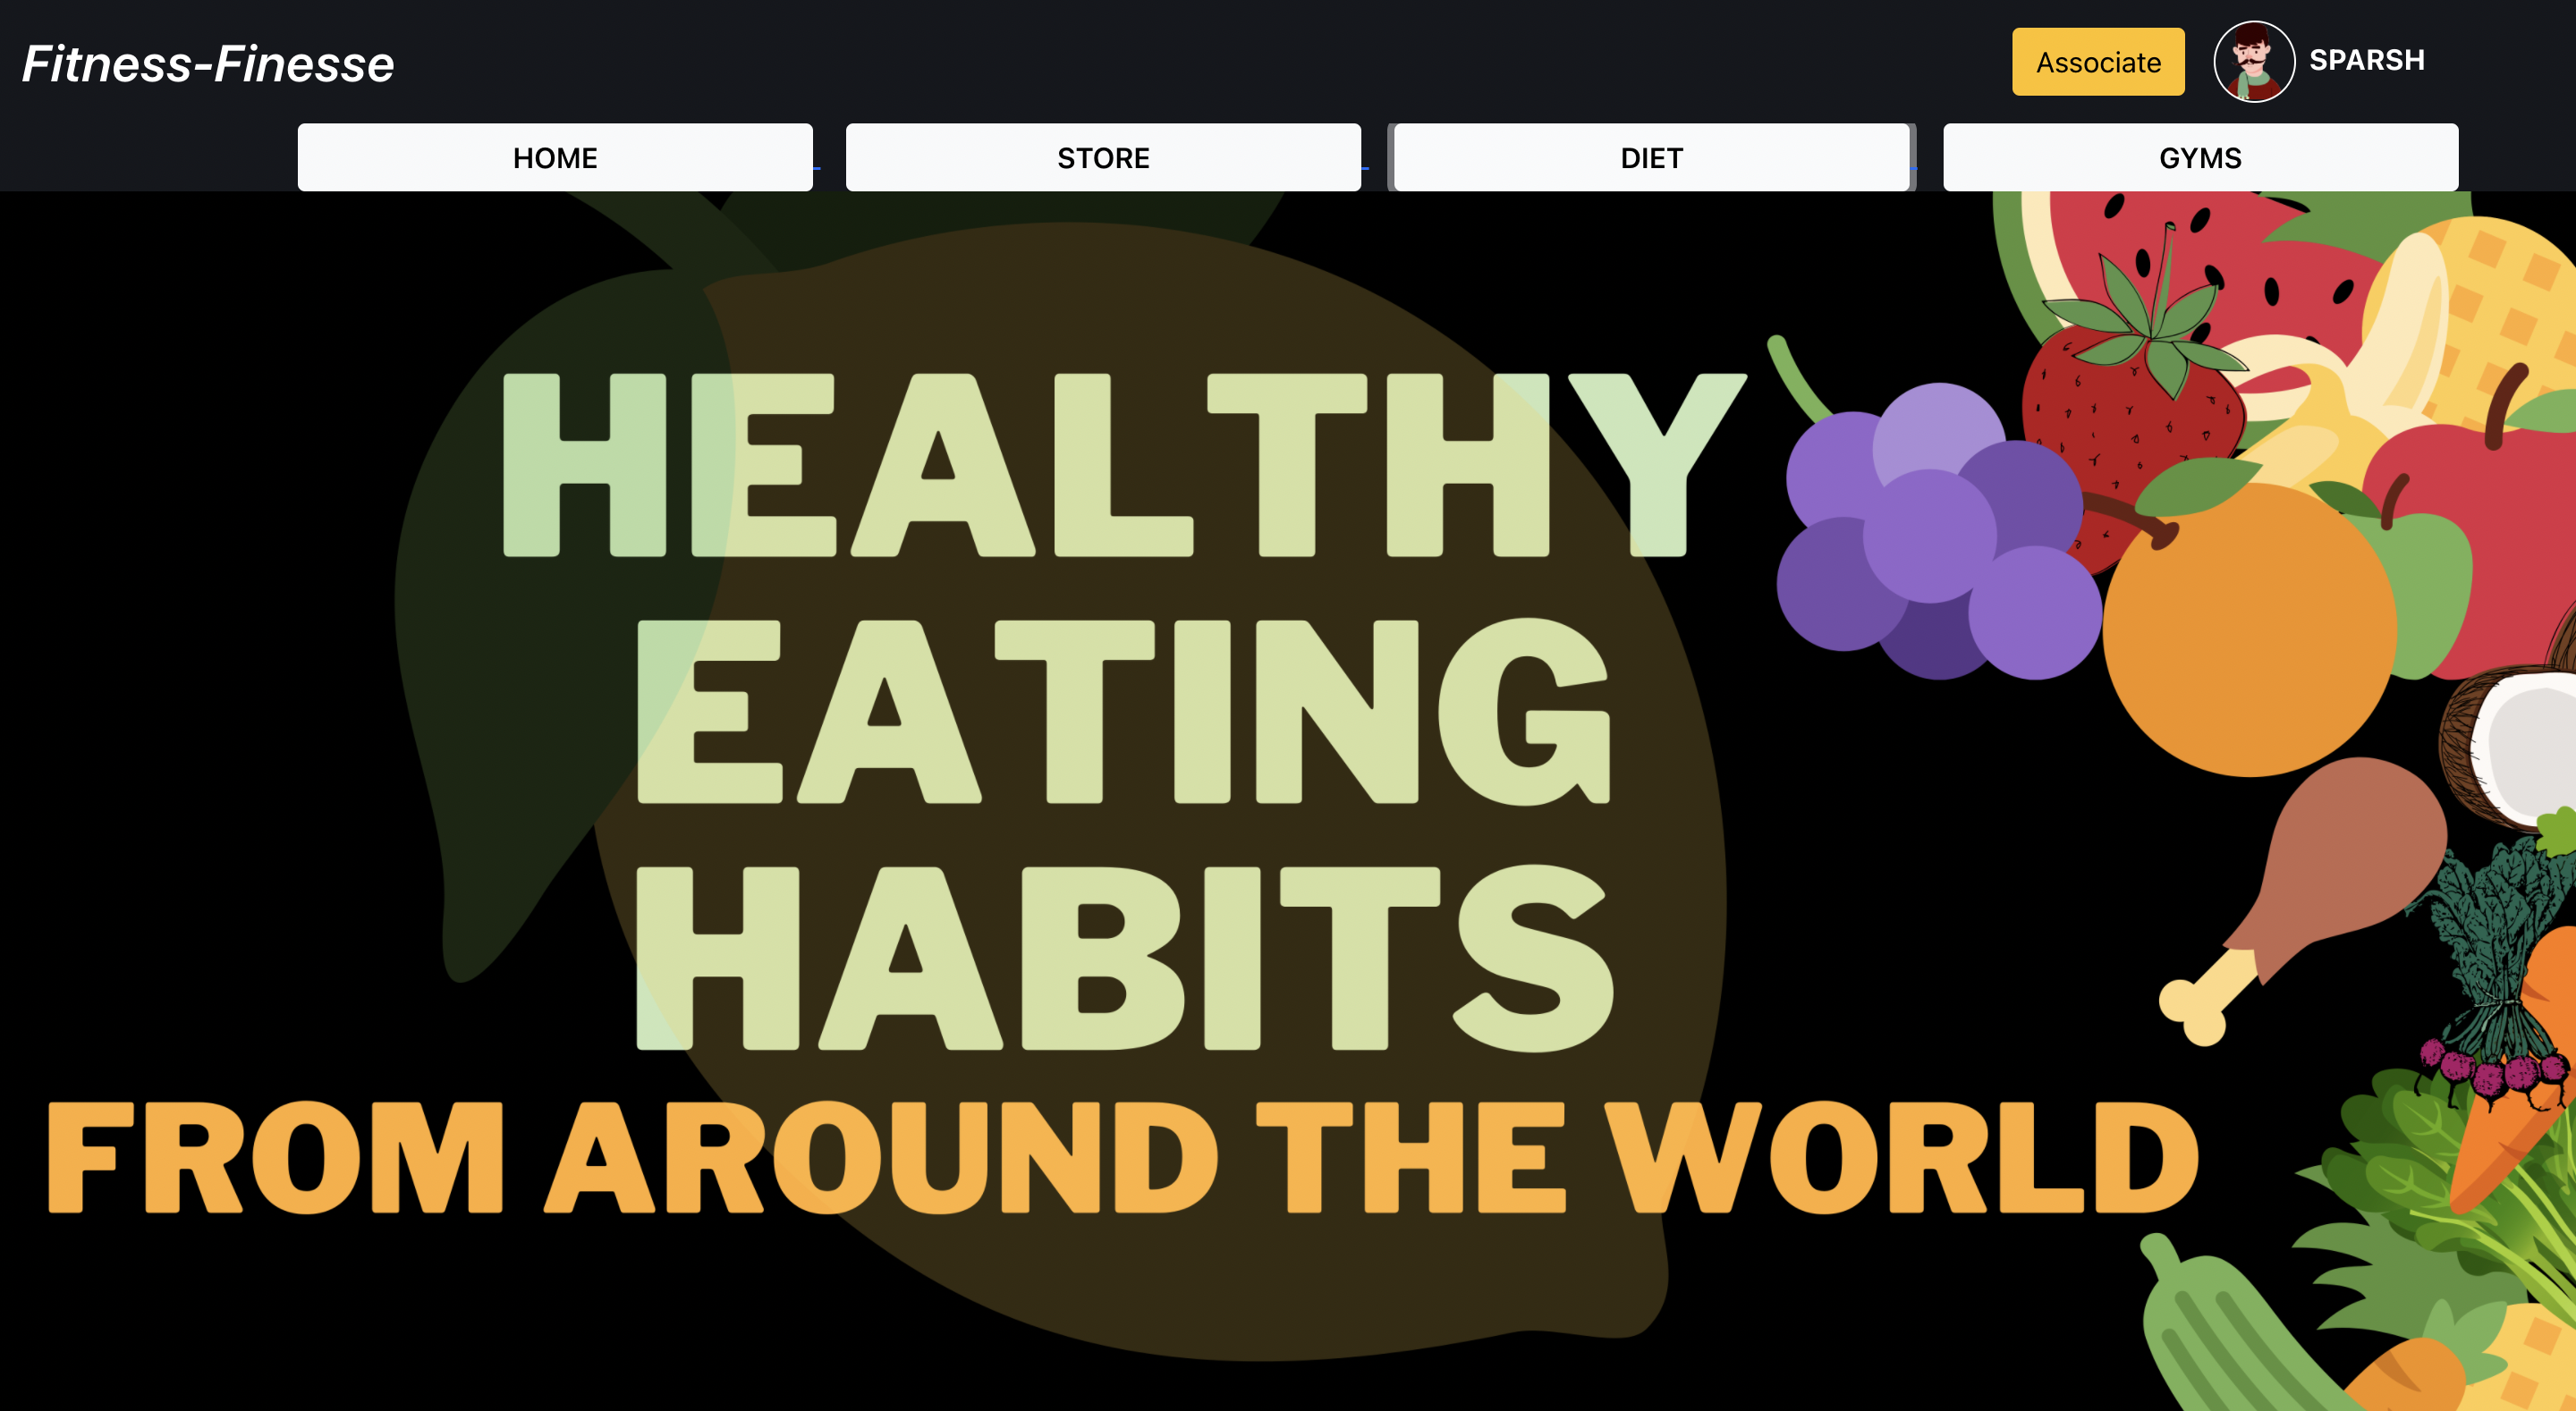 Fitness-Finesse
Associate
SPARSH
HOME
STORE
DIET
GYMS
HEALTHY
EATING
HABITS
FROM AROUND THE WORLD